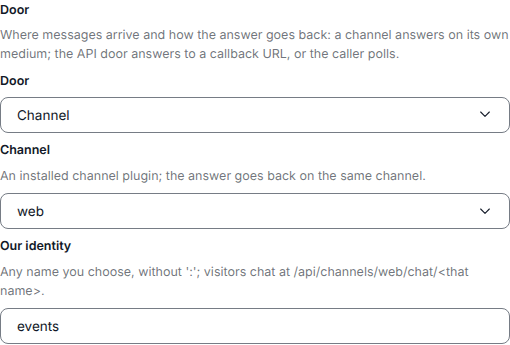 Door
Where messages arrive and how the answer goes back: a channel answers on its own
medium; the API door answers to a callback URL, or the caller polls.
Door
Channel
Channel
An installed channel plugin; the answer goes back on the same channel.
web
Our identity
Any name you choose, without ':'; visitors chat at /api/channels/web/chat/<that
name>.
events